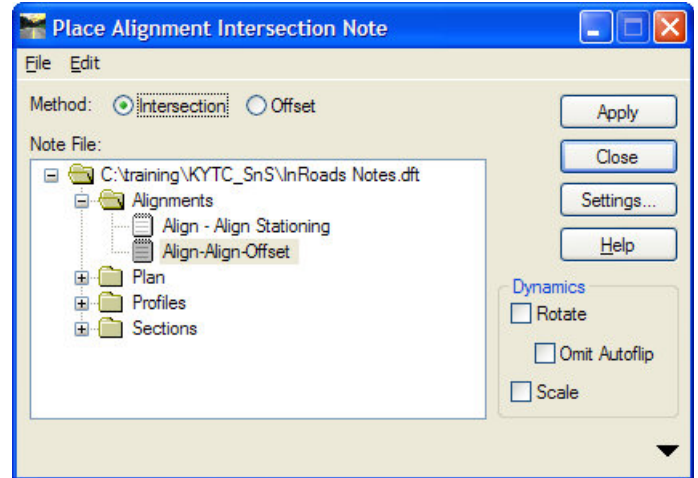 Place Alignment Intersection Note
File Edit
Method: Intersection Offset
Apply
Note File:
C:\training\KYTC_SnS\InRoads Notes.dft
Close
Alignments
Settings...
Align - Align Stationing
Align-Align-Offset
Help
Plan
Dynamics
Profiles
Rotate
Sections
Omit Autoflip
Scale